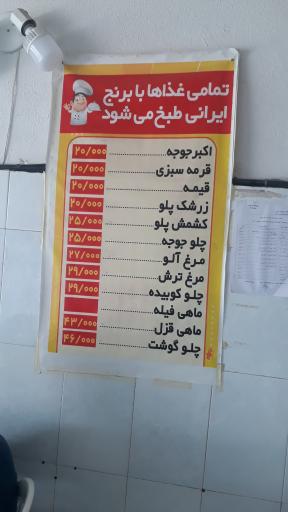 تمامی غذاها با برنج
ایرانی طبخ می شود
اکبرجوجه ۲۰/۰۰۰
قرمه سبزی ۲۰/۰۰۰
قیمه ۲۰/۰۰۰
زرشک پلو ۲۰/۰۰۰
کشمش پلو ۲۵/۰۰۰
چلو جوجه ۲۵/۰۰۰
مرغ آلو ۲۷/۰۰۰
مرغ ترش ۲۹/۰۰۰
چلو کوبیده ۲۹/۰۰۰
ماهی فیله
ماهی قزل ۴۳/۰۰۰
چلو گوشت ۴۶/۰۰۰